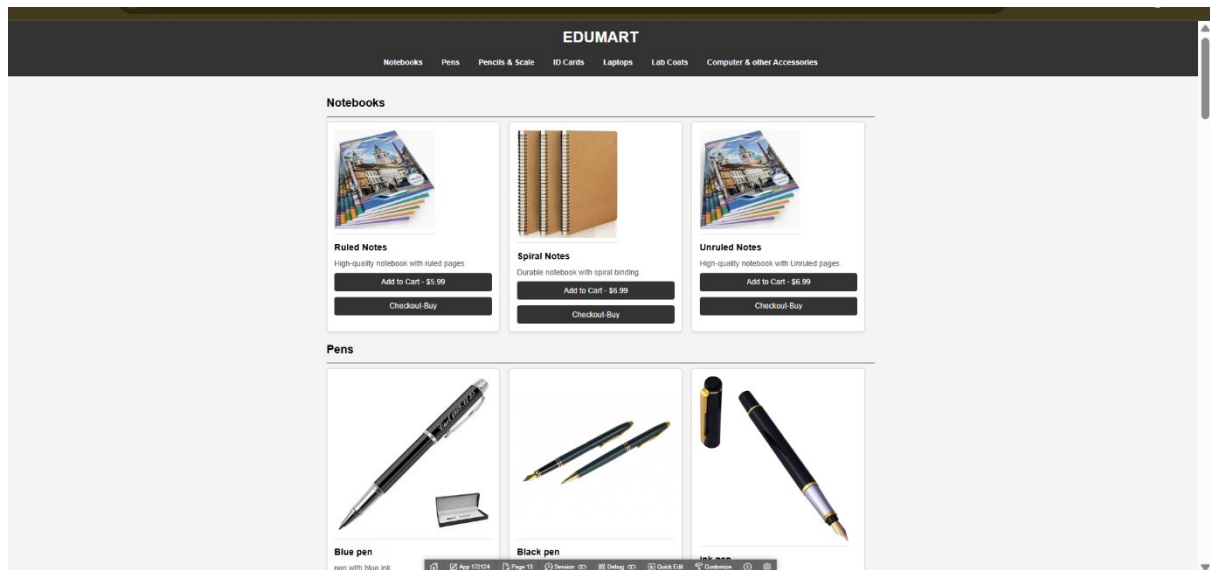 EDUMART
Notebooks Pens Pencils & Scale ID Cards Laptops Lab Coats Computer & other Accessories
Notebooks
Ruled Notes
High-quality notebook with ruled pages.
Add to Cart - $5.99
Checkout-Buy
Spiral Notes
Durable notebook with spiral binding.
Add to Cart - $6.99
Checkout-Buy
Unruled Notes
High-quality notebook with Unruled pages.
Add to Cart - $6.99
Checkout-Buy
Pens
Blue pen
pen with blue ink
Black pen
ink pen
App 172124 Page 13 Session Debug Quick Edit Customize